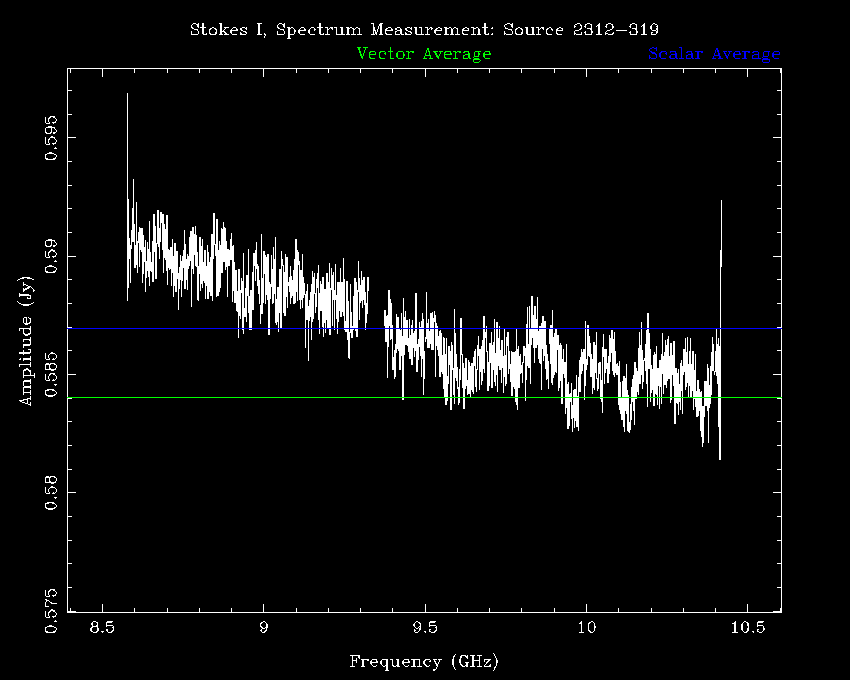 Stokes I, Spectrum Measurement: Source 2312−319
Vector Average
Scalar Average
Amplitude (Jy)
0.595
0.59
0.585
0.58
0.575
8.5
9
9.5
10
10.5
Frequency (GHz)